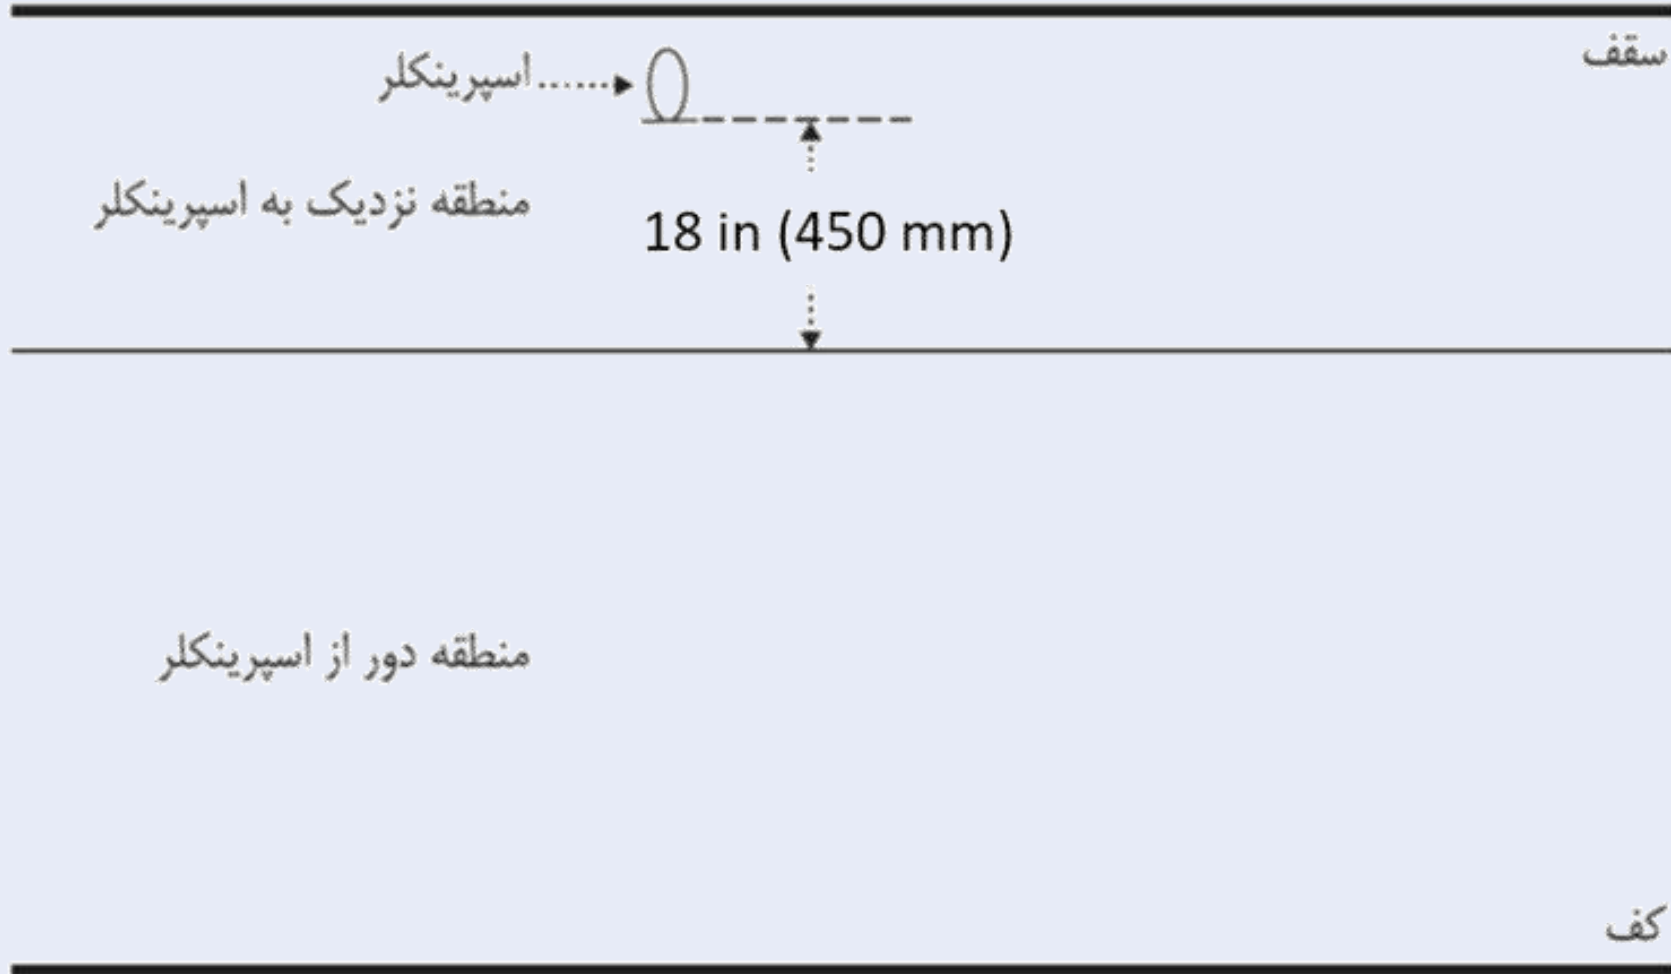 سقف
اسپرینکلر
منطقه نزدیک به اسپرینکلر
18 in (450 mm)
منطقه دور از اسپرینکلر
کف